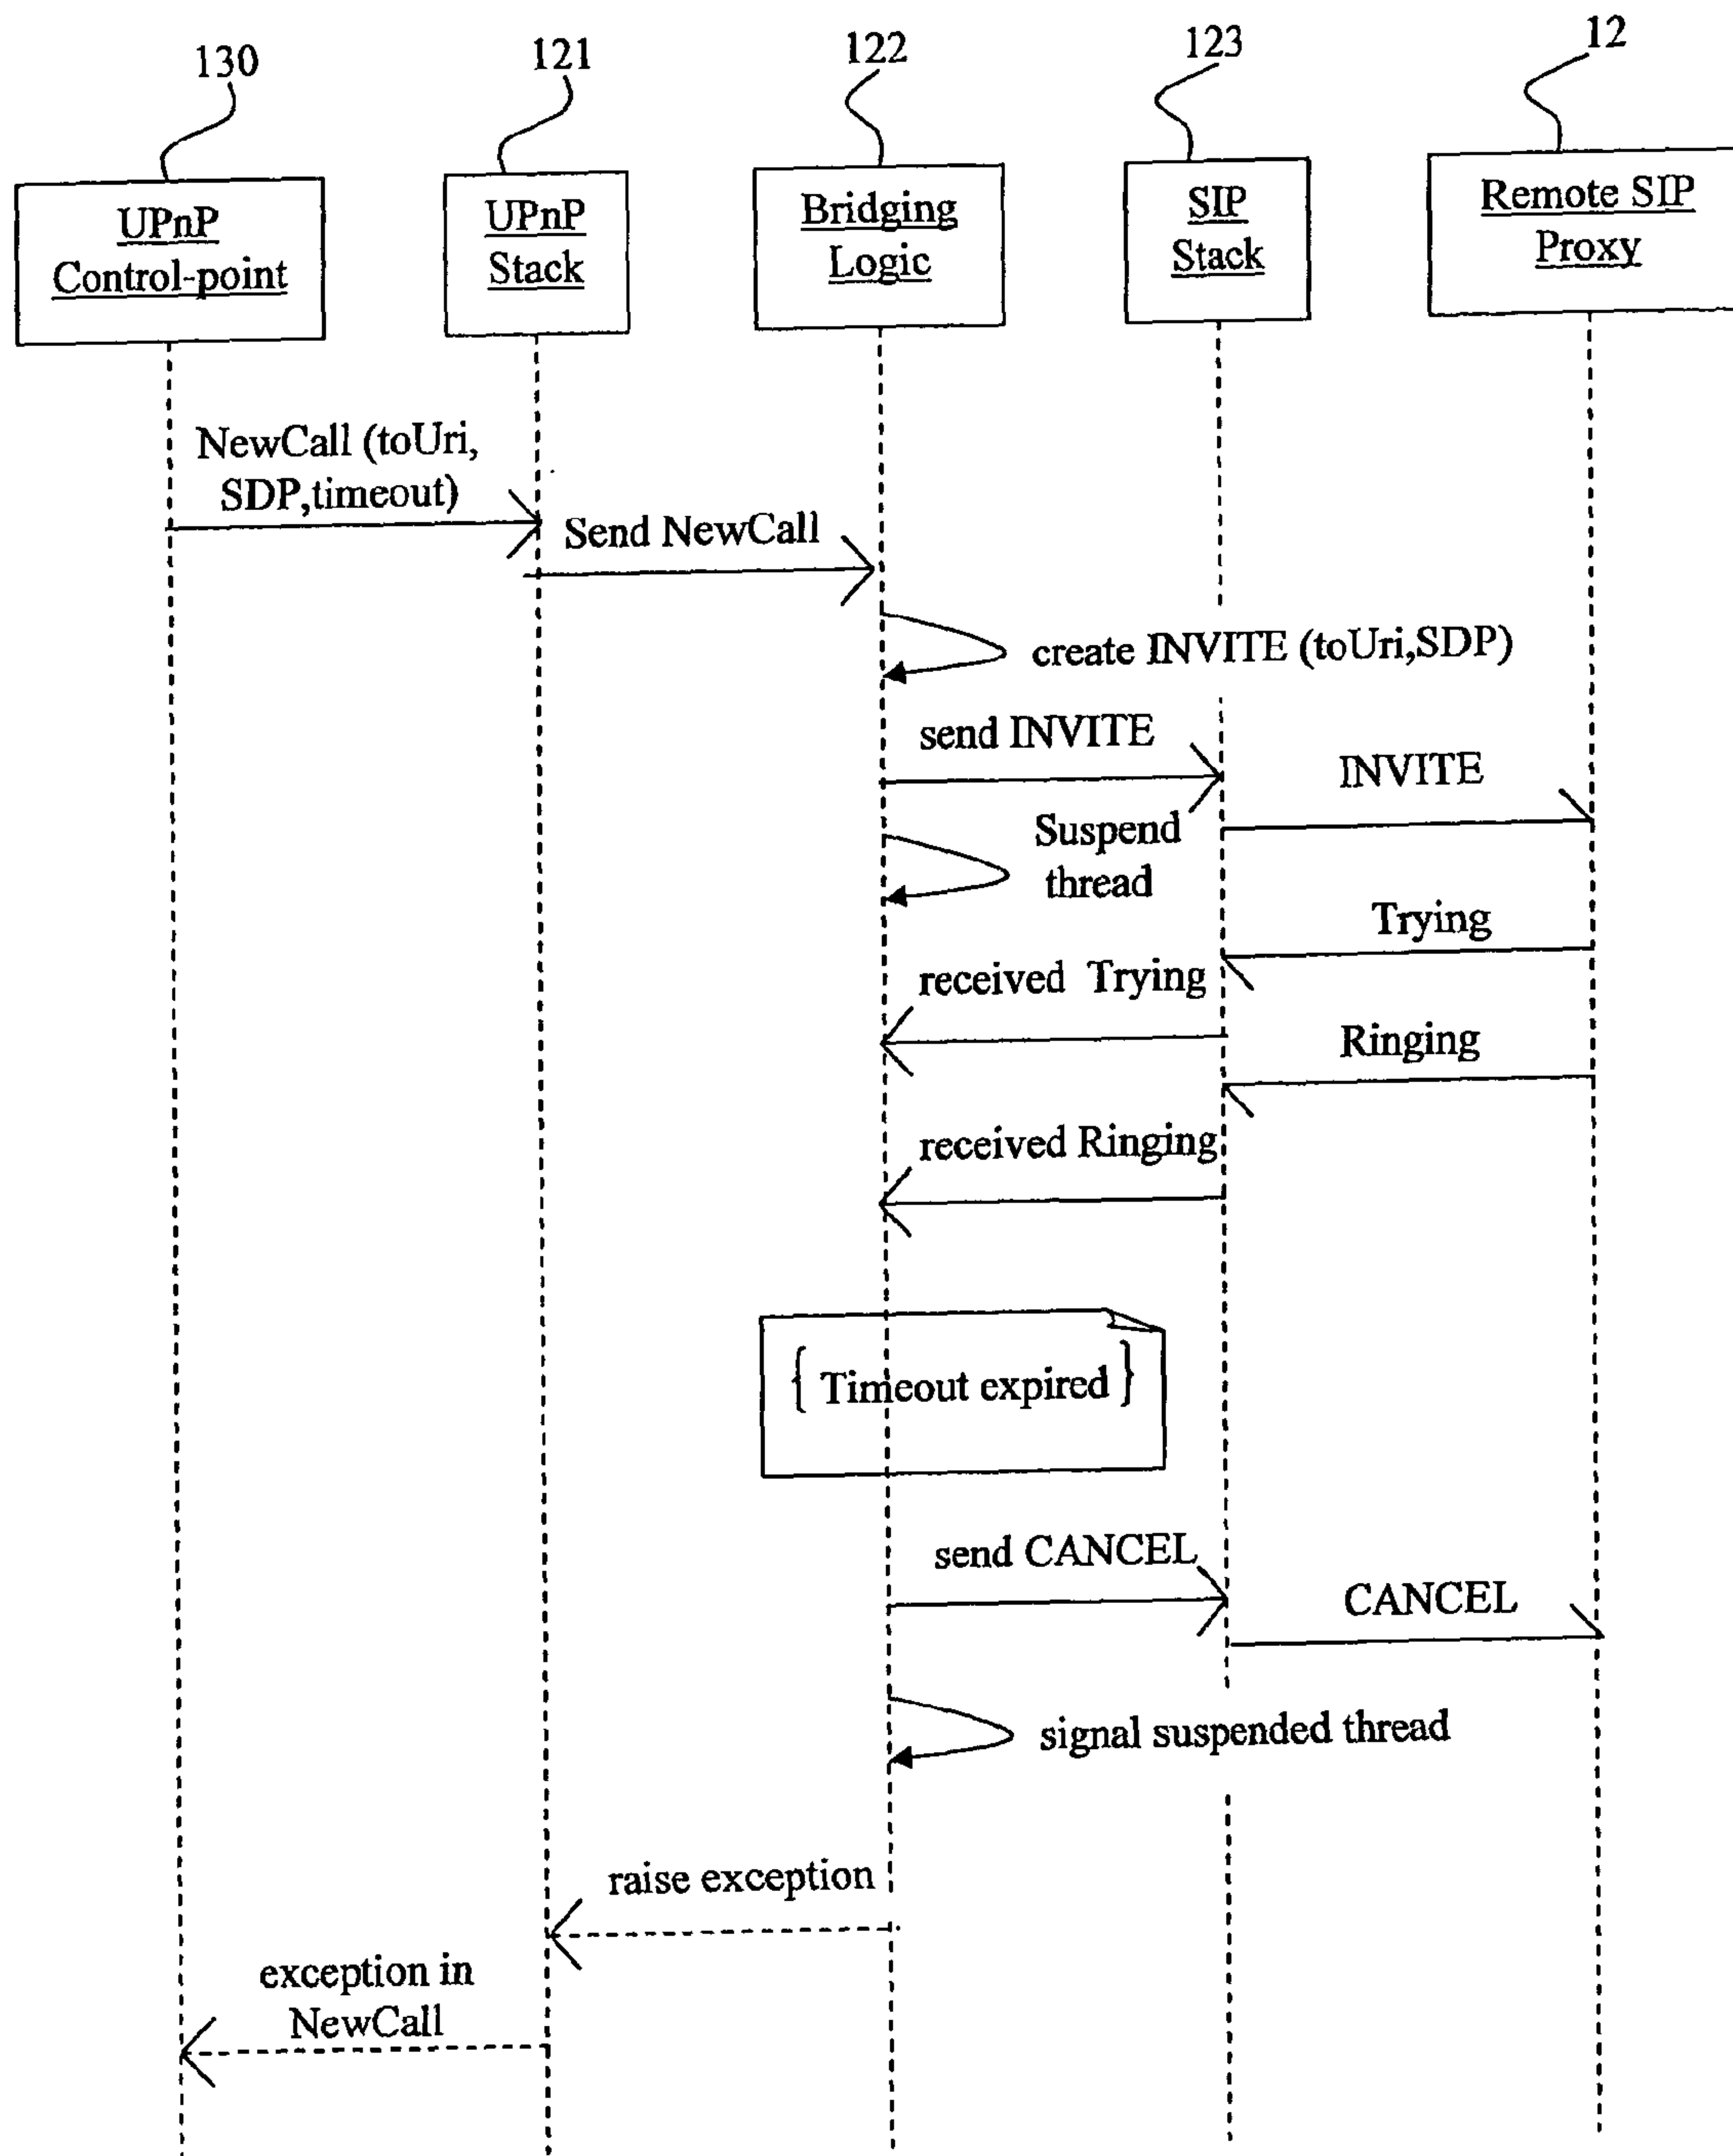 130
121
122
123
12
UPnP
Control-point
UPnP
Stack
Bridging
Logic
SIP
Stack
Remote SIP
Proxy
NewCall (toUri,
SDP,timeout)
Send NewCall
create INVITE (toUri,SDP)
send INVITE
INVITE
Suspend
thread
Trying
received Trying
Ringing
received Ringing
{ Timeout expired }
send CANCEL
CANCEL
signal suspended thread
raise exception
exception in
NewCall